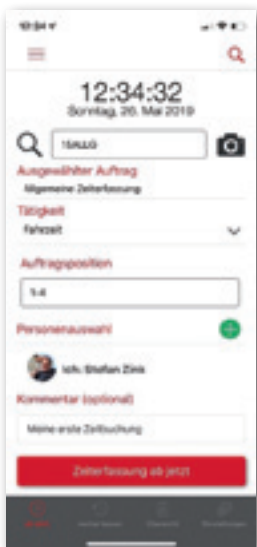 12:34:32
Sonntag, 26. Mai 2019
Ausgewählter Auftrag
Allgemeine Zeiterfassung
Tätigkeit
Fahrzeit
Auftragsposition
Personenauswahl
Ich: Stefan Zink
Kommentar (optional)
Meine erste Zeitbuchung
Zeiterfassung ab jetzt